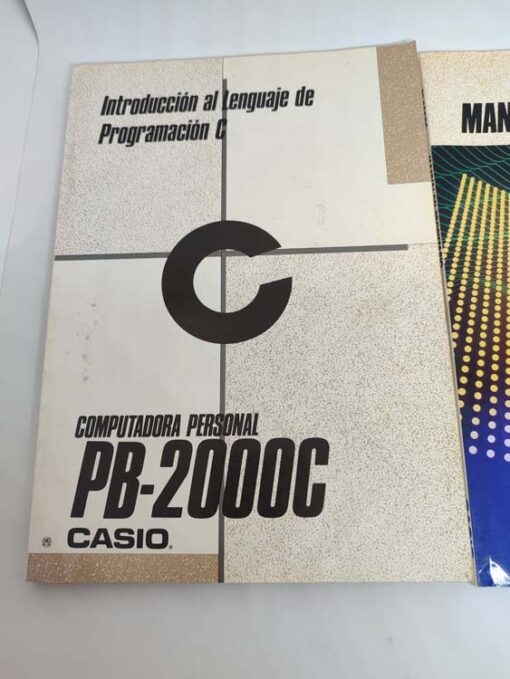 Introducción al Lenguaje de
Programación C
C
COMPUTADORA PERSONAL
PB-2000C
CASIO®
MAN